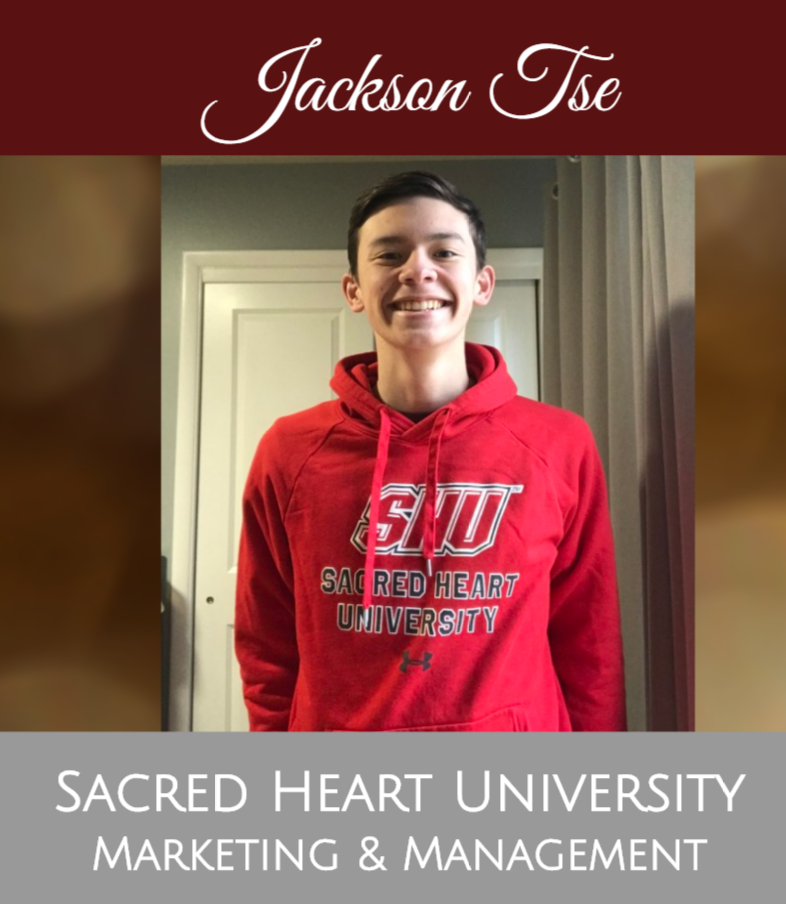 Jackson Tse
SHU
SACRED HEART
UNIVERSITY
SACRED HEART UNIVERSITY
MARKETING & MANAGEMENT